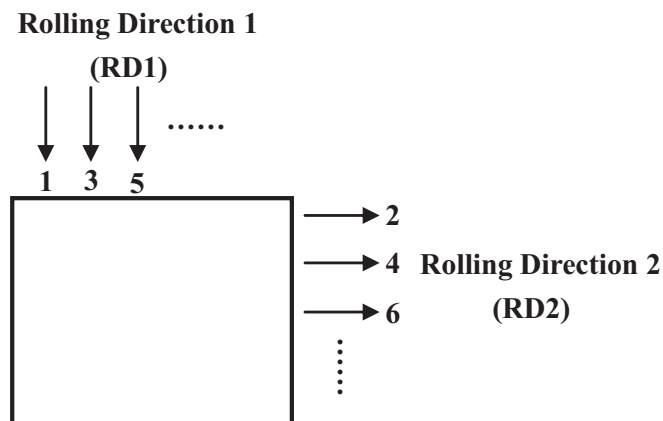 Rolling Direction 1
(RD1)
......
1 3 5
2
4 Rolling Direction 2
6 (RD2)
......